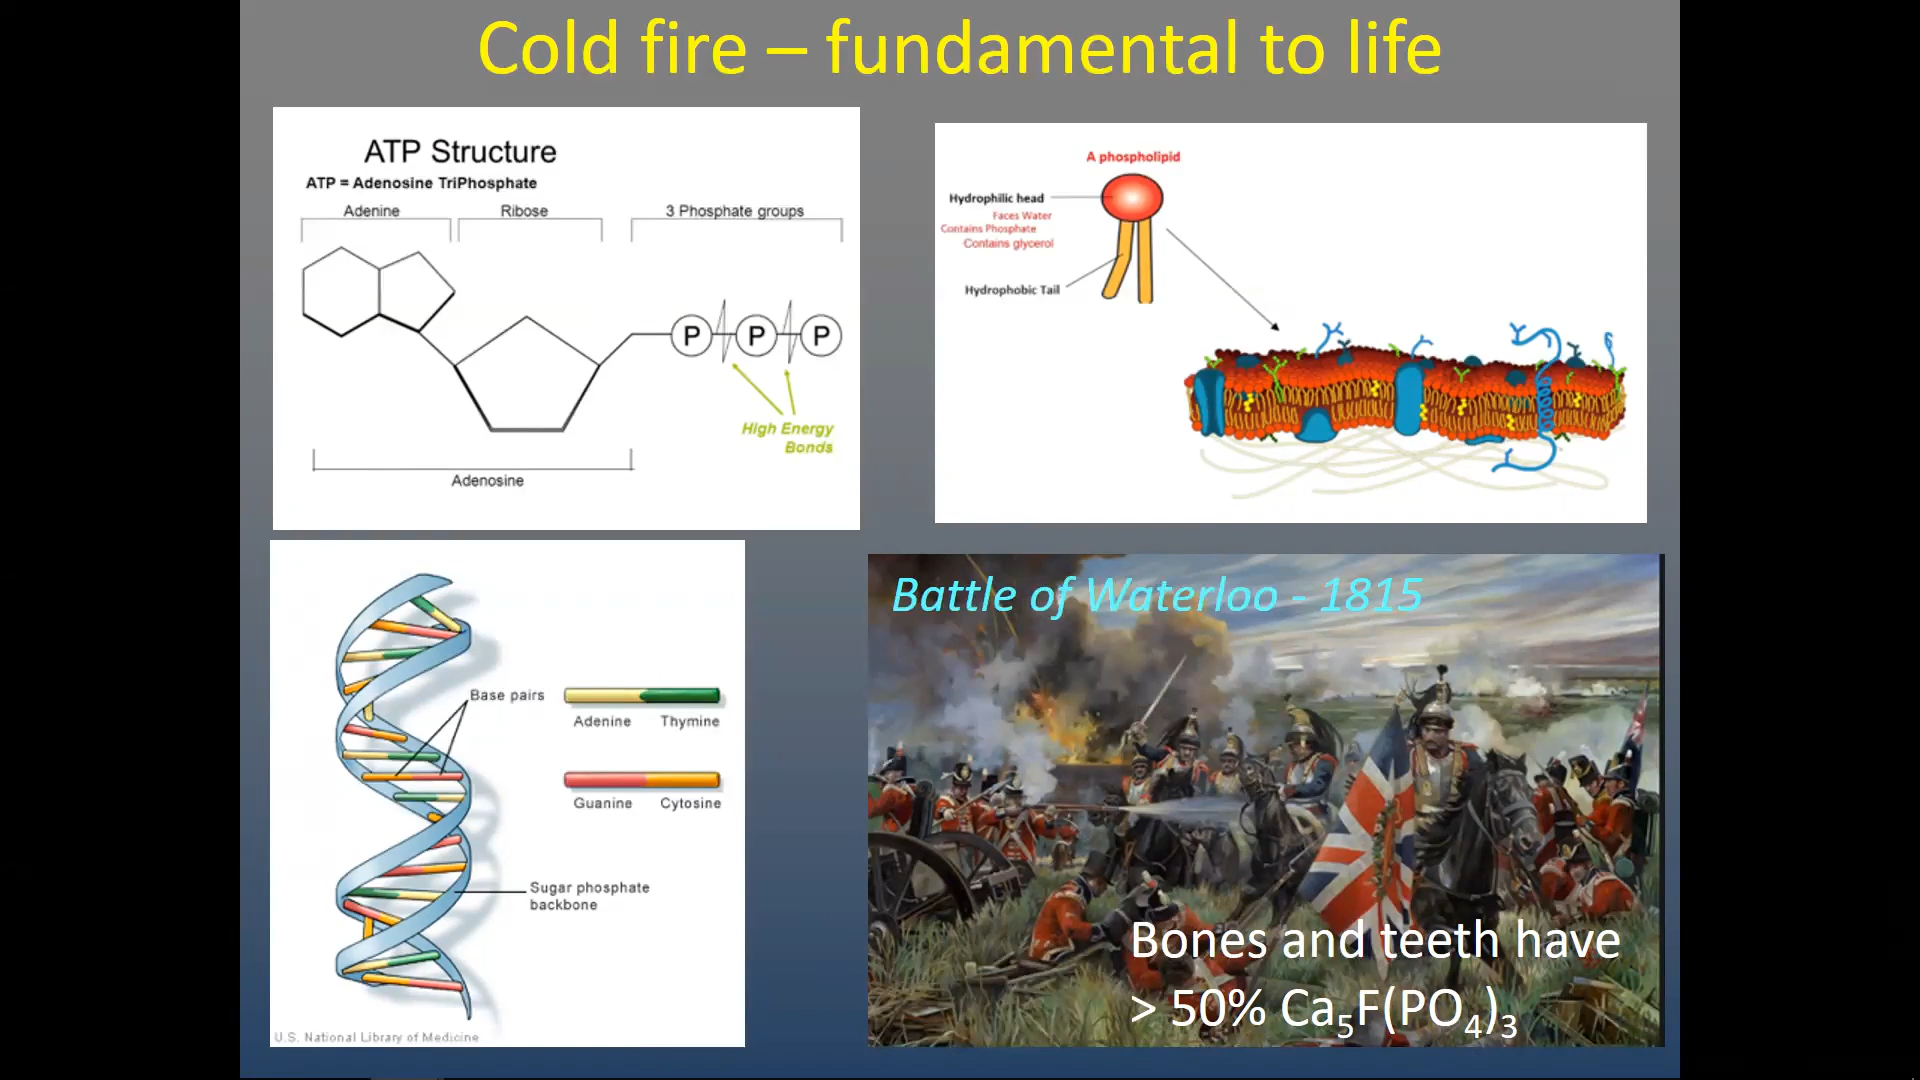 Cold fire – fundamental to life
ATP Structure
ATP = Adenosine TriPhosphate
Adenine
Ribose
3 Phosphate groups
P
P
P
High Energy
Bonds
Adenosine
A phospholipid
Hydrophilic head
Faces Water
Contains Phosphate
Contains glycerol
Hydrophobic Tail
Base pairs
Adenine Thymine
Guanine Cytosine
Sugar phosphate
backbone
U.S. National Library of Medicine
Battle of Waterloo - 1815
Bones and teeth have
> 50% Ca₅F(PO₄)₃